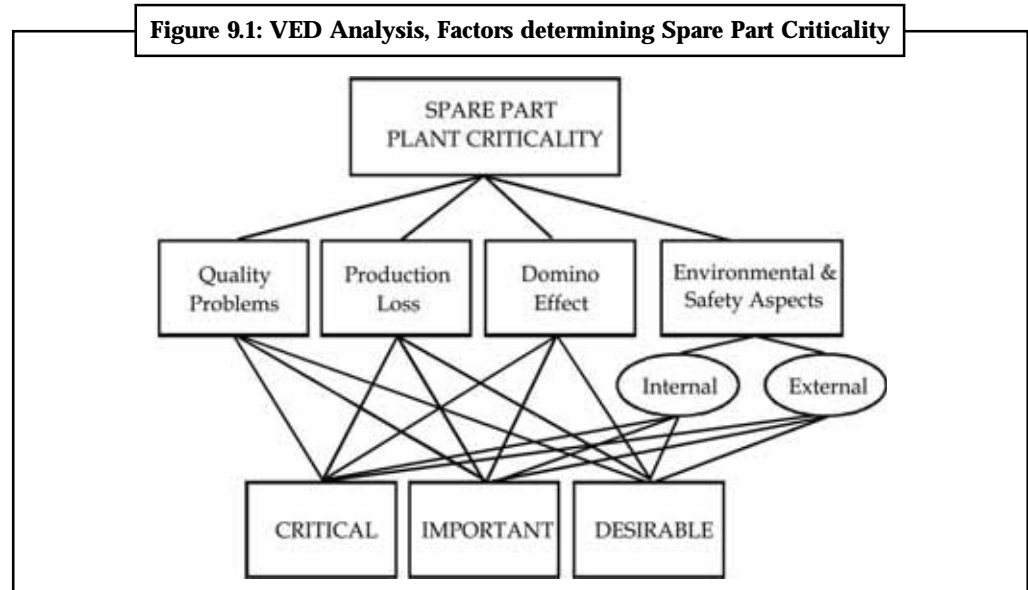 Figure 9.1: VED Analysis, Factors determining Spare Part Criticality
SPARE PART
PLANT CRITICALITY
Quality
Problems
Production
Loss
Domino
Effect
Environmental &
Safety Aspects
Internal
External
CRITICAL
IMPORTANT
DESIRABLE